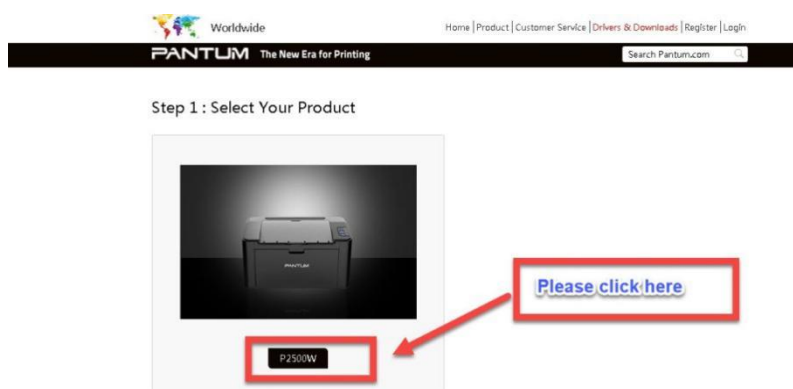 Worldwide
Home | Product | Customer Service | Drivers & Downloads | Register | Login
PANTUM The New Era for Printing
Search Pantum.com
Step 1 : Select Your Product
PANTUM
Please click here
P2500W